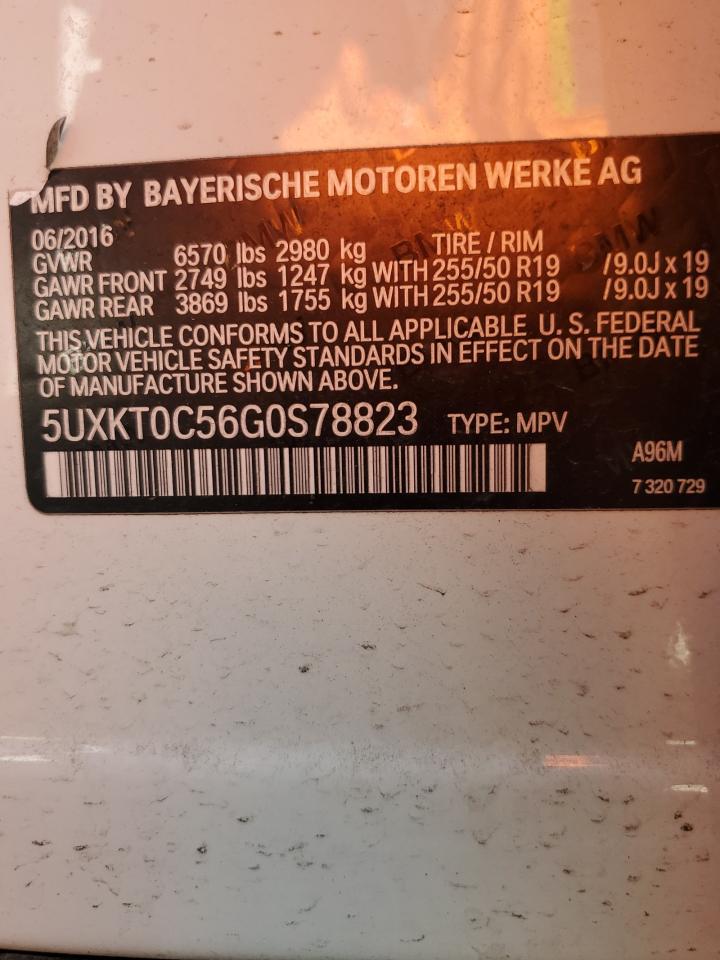 MFD BY BAYERISCHE MOTOREN WERKE AG
06/2016
GVWR 6570 lbs 2980 kg TIRE / RIM
GAWR FRONT 2749 lbs 1247 kg WITH 255/50 R19 /9.0J x 19
GAWR REAR 3869 lbs 1755 kg WITH 255/50 R19 /9.0J x 19
THIS VEHICLE CONFORMS TO ALL APPLICABLE U. S. FEDERAL
MOTOR VEHICLE SAFETY STANDARDS IN EFFECT ON THE DATE
OF MANUFACTURE SHOWN ABOVE.
5UXKT0C56G0S78823 TYPE: MPV
A96M
7 320 729